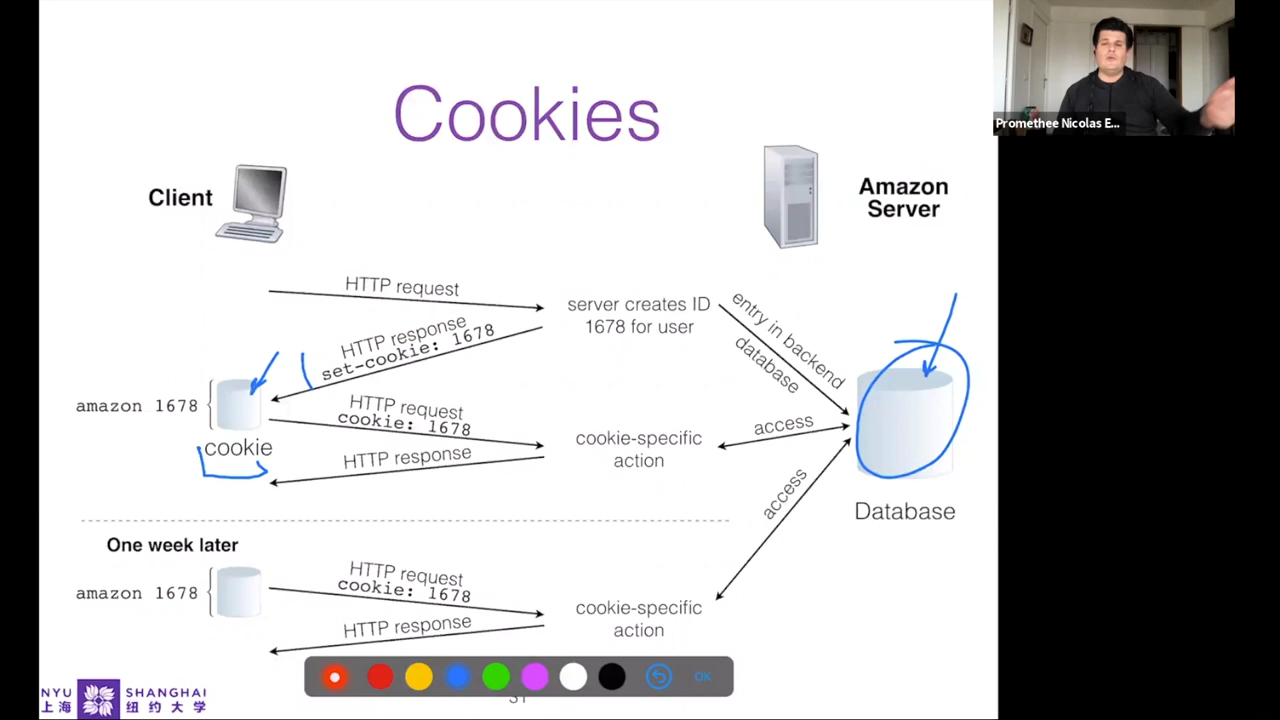 Promethee Nicolas E...
Cookies
Client
Amazon
Server
HTTP request
server creates ID
1678 for user
entry in backend
database
HTTP response
set-cookie: 1678
amazon 1678
cookie
HTTP request
cookie: 1678
cookie-specific
action
access
HTTP response
access
Database
One week later
amazon 1678
HTTP request
cookie: 1678
cookie-specific
action
HTTP response
OK
31
NYU SHANGHAI
上海 纽约大学